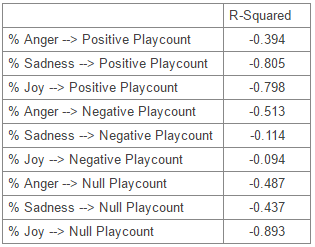 R-Squared
% Anger --> Positive Playcount -0.394
% Sadness --> Positive Playcount -0.805
% Joy --> Positive Playcount -0.798
% Anger --> Negative Playcount -0.513
% Sadness --> Negative Playcount -0.114
% Joy --> Negative Playcount -0.094
% Anger --> Null Playcount -0.487
% Sadness --> Null Playcount -0.437
% Joy --> Null Playcount -0.893